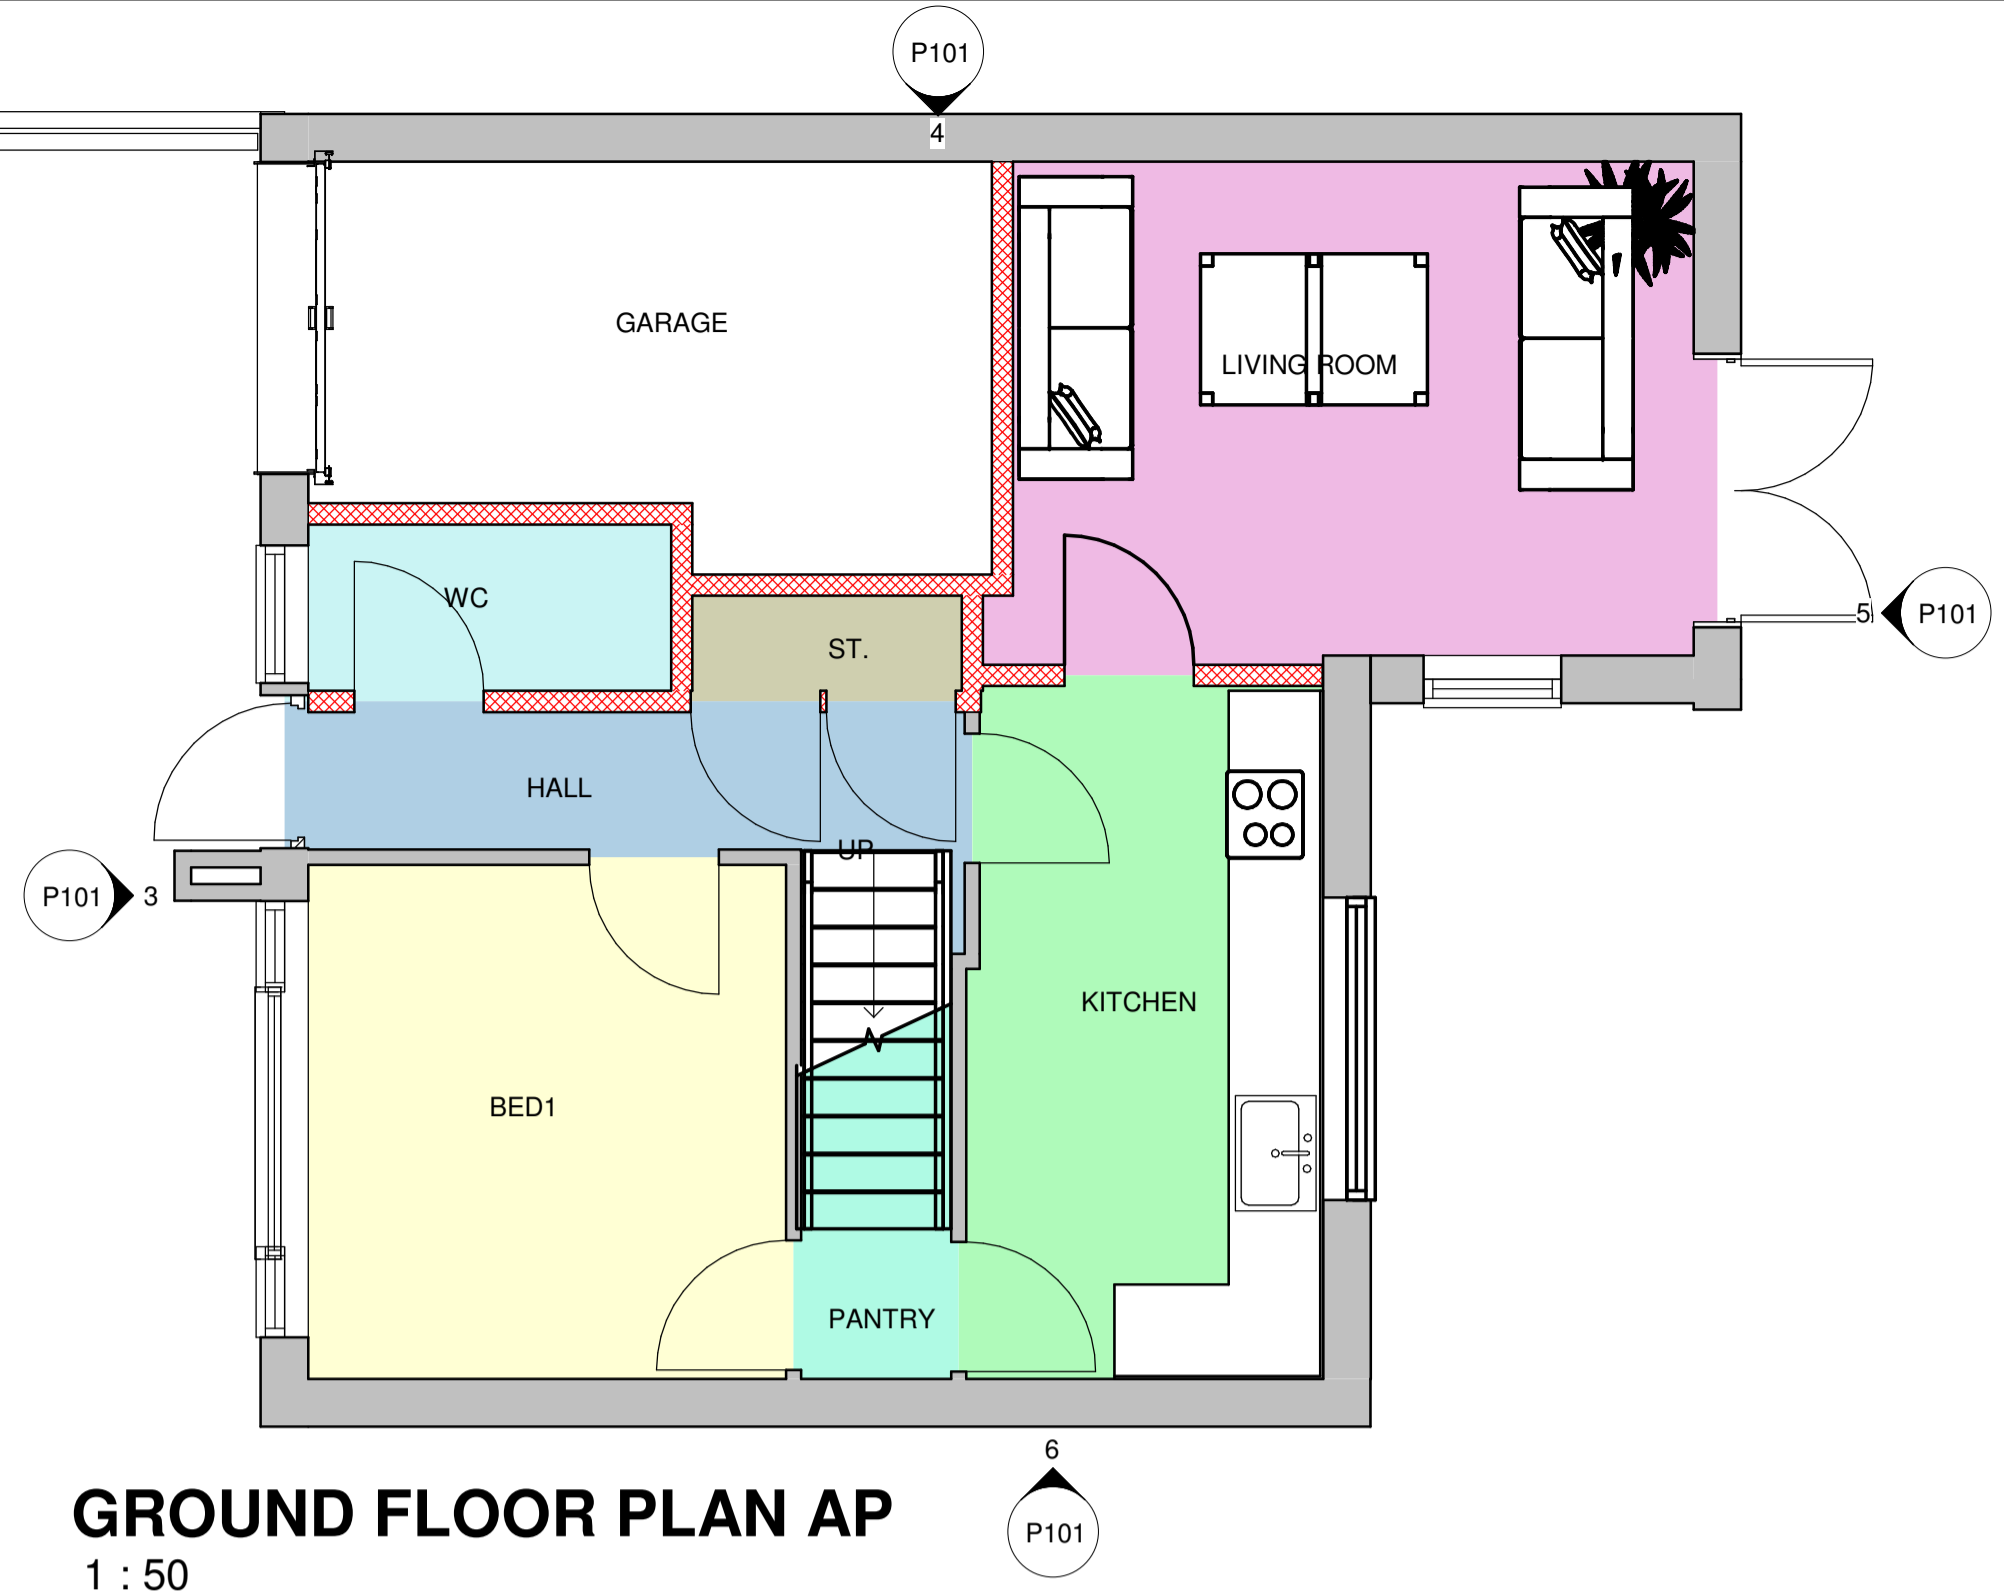 P101
4
GARAGE
LIVING ROOM
WC
ST.
5
P101
HALL
UP
P101
3
KITCHEN
BED1
PANTRY
6
P101
GROUND FLOOR PLAN AP
1 : 50